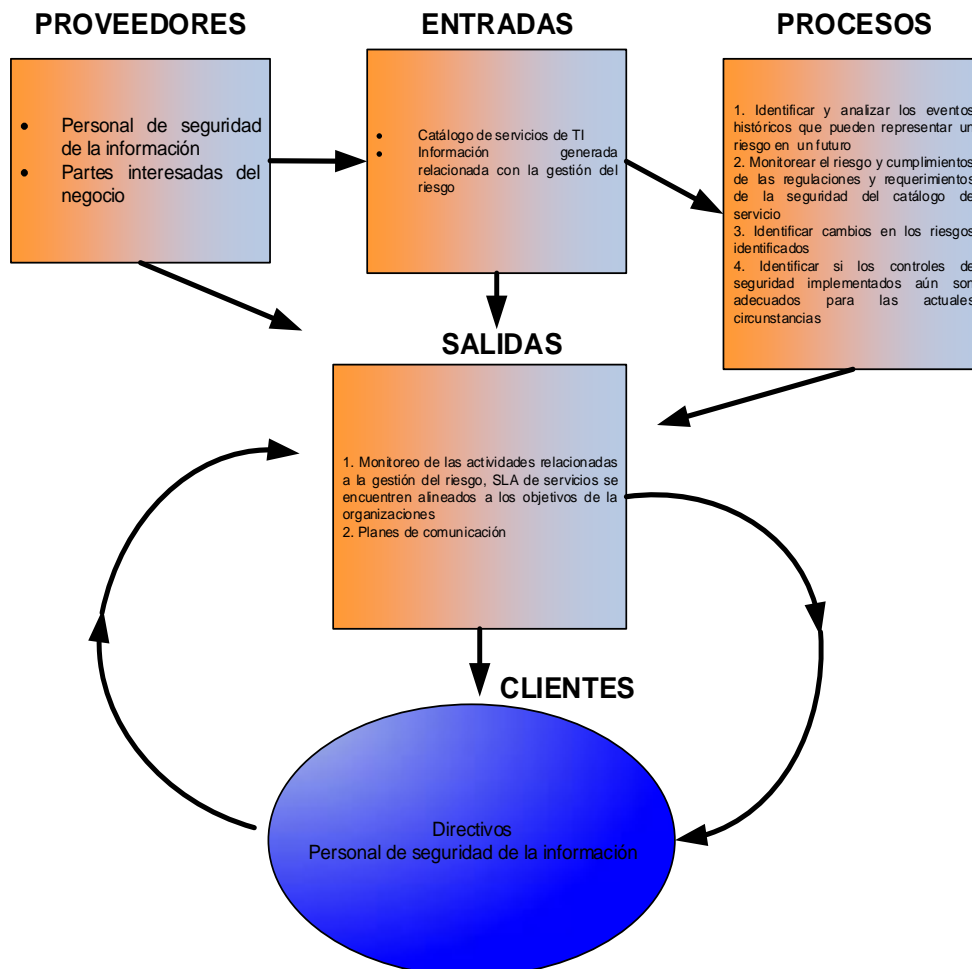 PROVEEDORES
• Personal de seguridad
de la información
• Partes interesadas del
negocio
ENTRADAS
• Catálogo de servicios de TI
• Información generada
relacionada con la gestión del
riesgo
PROCESOS
1. Identificar y analizar los eventos
históricos que pueden representar un
riesgo en un futuro
2. Monitorear el riesgo y cumplimientos
de las regulaciones y requerimientos
de la seguridad del catálogo de
servicio
3. Identificar cambios en los riesgos
identificados
4. Identificar si los controles de
seguridad implementados aún son
adecuados para las actuales
circunstancias
SALIDAS
1. Monitoreo de las actividades relacionadas
a la gestión del riesgo, SLA de servicios se
encuentren alineados a los objetivos de la
organizaciones
2. Planes de comunicación
CLIENTES
Directivos
Personal de seguridad de la información